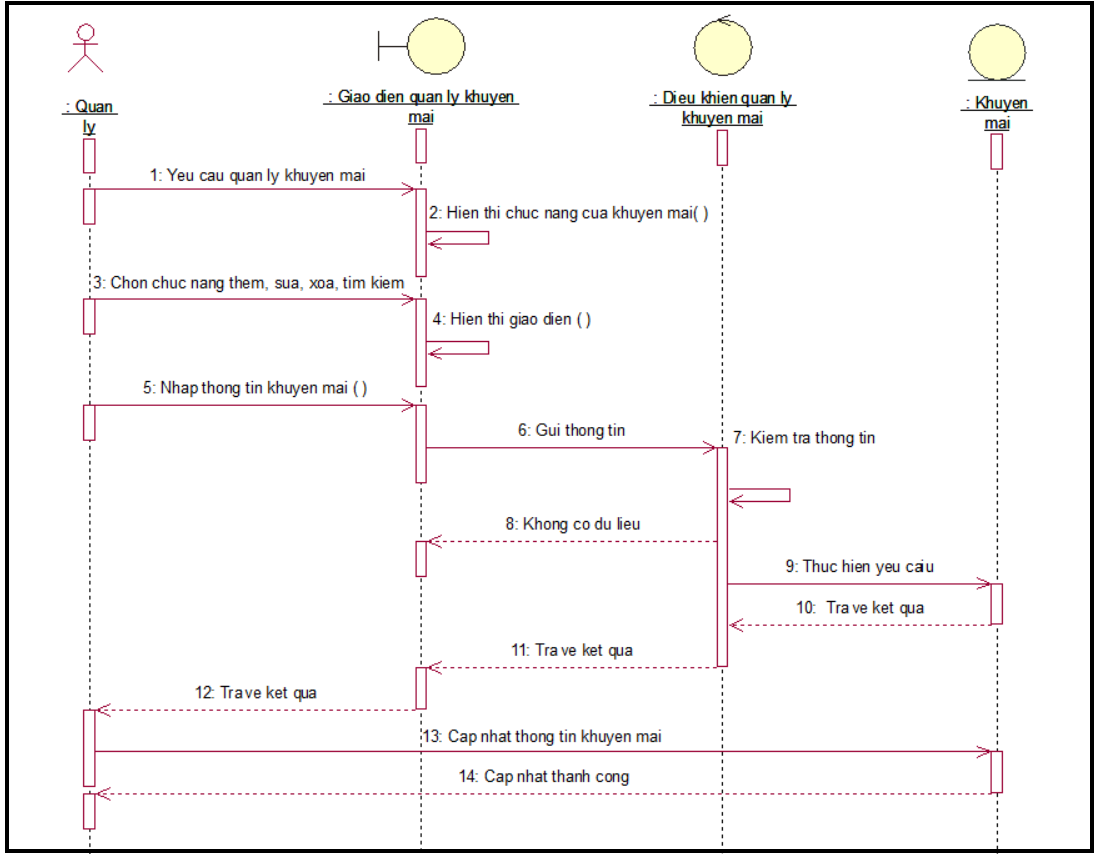 : Quan
ly
: Giao dien quan ly khuyen
mai
: Dieu khien quan ly
khuyen mai
: Khuyen
mai
1: Yeu cau quan ly khuyen mai
2: Hien thi chuc nang cua khuyen mai( )
3: Chon chuc nang them, sua, xoa, tim kiem
4: Hien thi giao dien ( )
5: Nhap thong tin khuyen mai ( )
6: Gui thong tin
7: Kiem tra thong tin
8: Khong co du lieu
9: Thuc hien yeu caiu
10: Tra ve ket qua
11: Tra ve ket qua
12: Tra ve ket qua
13: Cap nhat thong tin khuyen mai
14: Cap nhat thanh cong